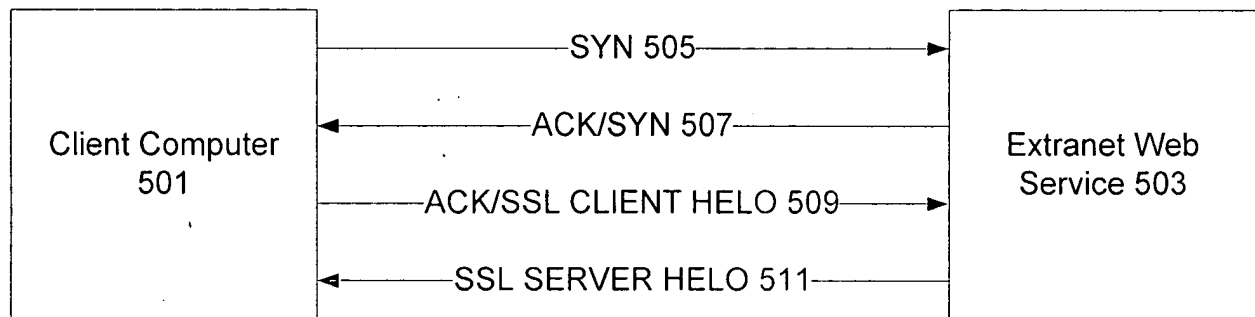 SYN 505
ACK/SYN 507
Client Computer
501
Extranet Web
Service 503
ACK/SSL CLIENT HELO 509
SSL SERVER HELO 511